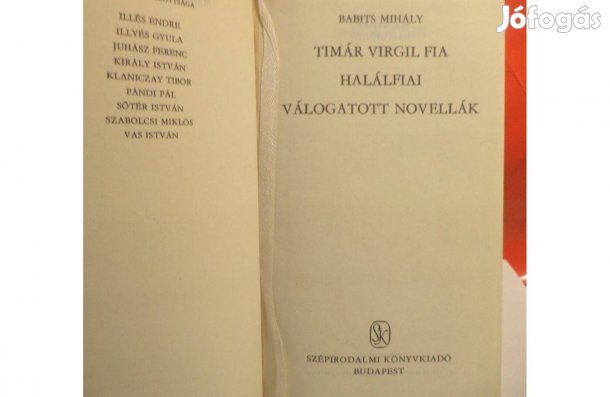 ILLÉS ENDRE
ILLYÉS GYULA
JUHÁSZ FERENC
KIRÁLY ISTVÁN
KLANICZAY TIBOR
PÁNDI PÁL
SŐTÉR ISTVÁN
SZABOLCSI MIKLÓS
VAS ISTVÁN
BABITS MIHÁLY
TIMÁR VIRGIL FIA
HALÁLFIAI
VÁLOGATOTT NOVELLÁK
SK
SZÉPIRODALMI KÖNYVKIADÓ
BUDAPEST
Jófogás